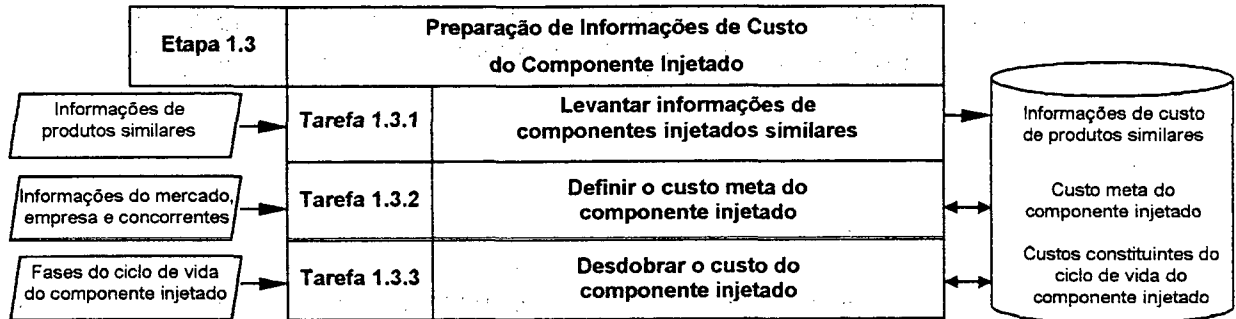 Etapa 1.3
Preparação de Informações de Custo
do Componente Injetado
Informações de
produtos similares
Tarefa 1.3.1
Levantar informações de
componentes injetados similares
Informações de custo
de produtos similares
Informações do mercado,
empresa e concorrentes
Tarefa 1.3.2
Definir o custo meta do
componente injetado
Custo meta do
componente injetado
Fases do ciclo de vida
do componente injetado
Tarefa 1.3.3
Desdobrar o custo do
componente injetado
Custos constituintes do
ciclo de vida do
componente injetado